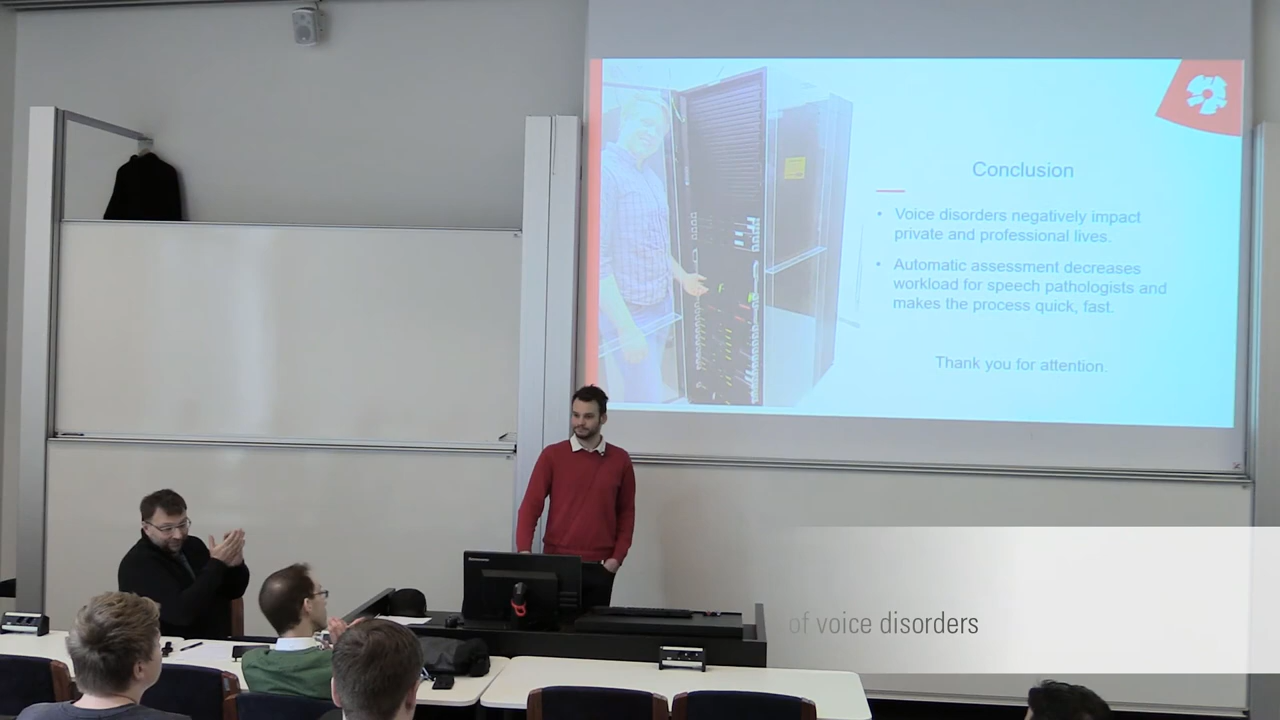 Conclusion
• Voice disorders negatively impact
private and professional lives.
• Automatic assessment decreases
workload for speech pathologists and
makes the process quick, fast.
Thank you for attention.
of voice disorders